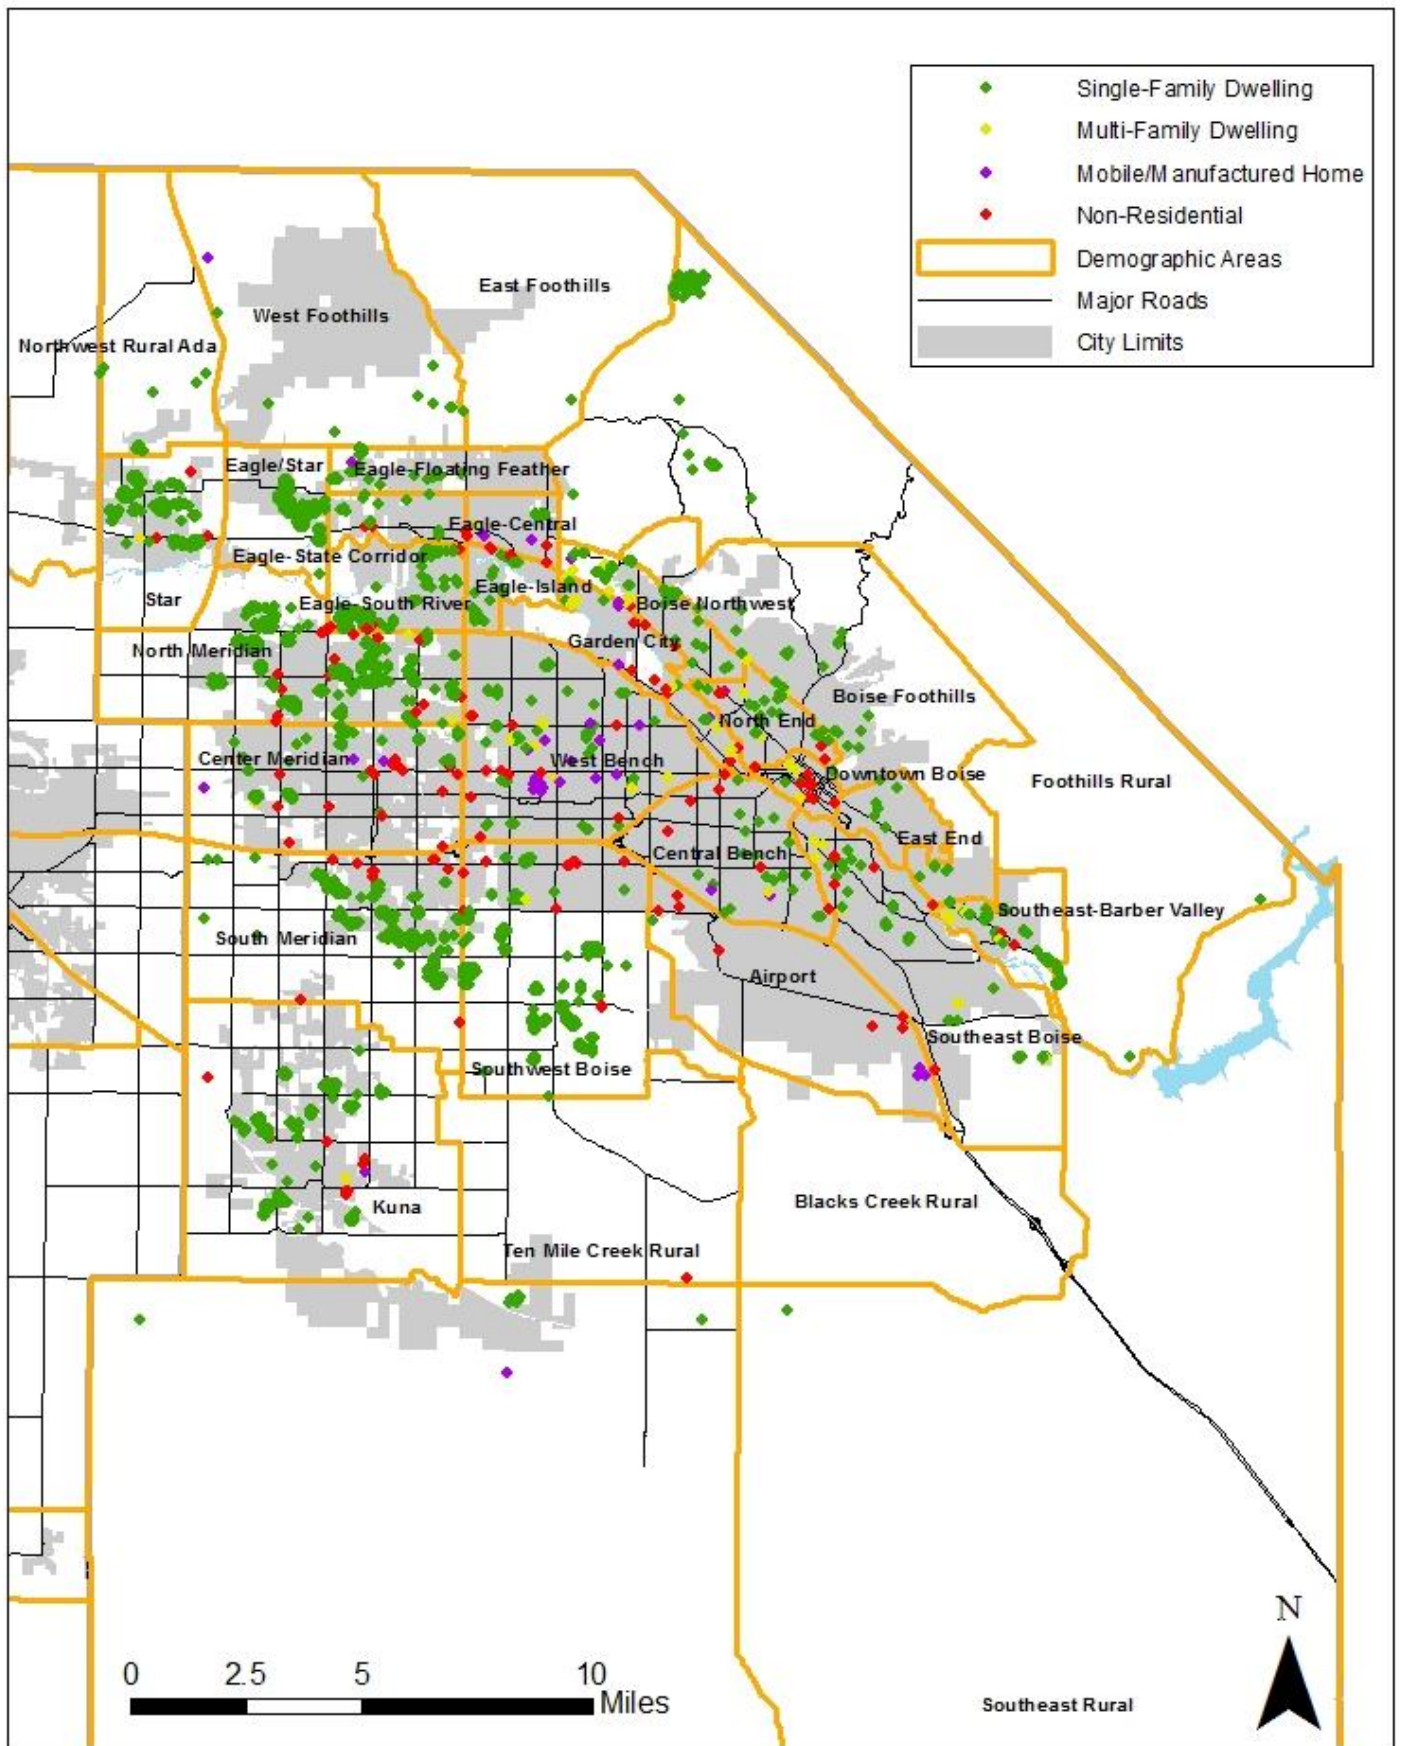 Single-Family Dwelling
Multi-Family Dwelling
Mobile/Manufactured Home
Non-Residential
Demographic Areas
Major Roads
City Limits
East Foothills
West Foothills
Northwest Rural Ada
Eagle/Star
Eagle-Floating Feather
Eagle-Central
Eagle-State Corridor
Eagle-Island
Star
Eagle-South River
Boise Northwest
Garden City
North Meridian
Boise Foothills
North End
Center Meridian
West Bench
Downtown Boise
Foothills Rural
East End
Central Bench
Southeast-Barber Valley
South Meridian
Airport
Southeast Boise
Southwest Boise
Blacks Creek Rural
Kuna
Ten Mile Creek Rural
N
0 2.5 5 10
Miles
Southeast Rural